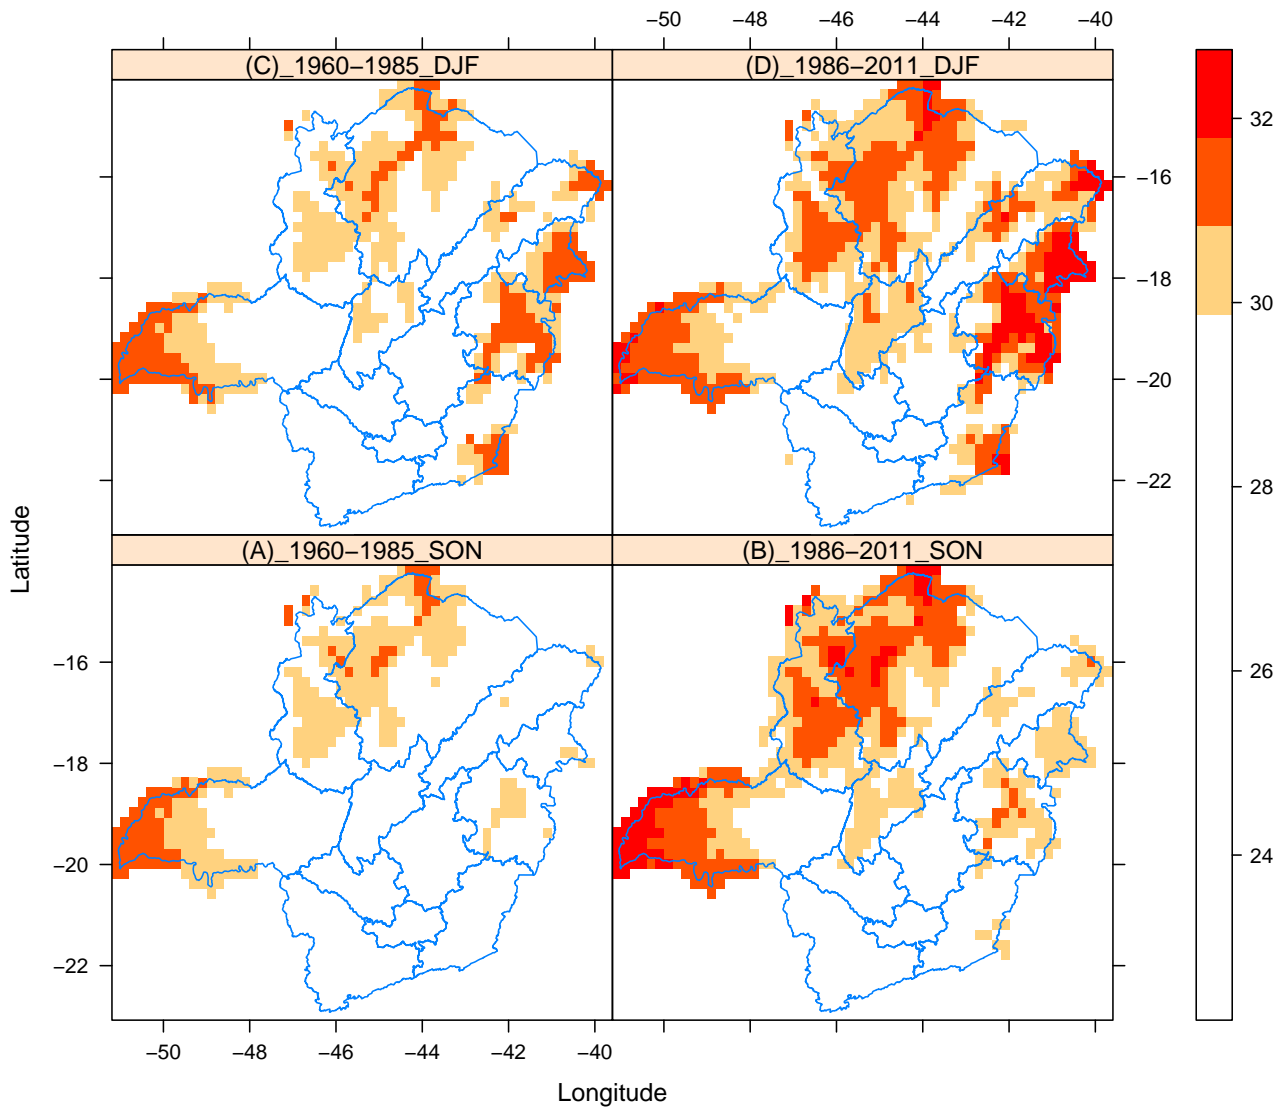 −50 −48 −46 −44 −42 −40
(C)_1960−1985_DJF
(D)_1986−2011_DJF
−16
−18
−20
−22
32
30
28
26
24
(A)_1960−1985_SON
(B)_1986−2011_SON
−16
−18
−20
−22
−50 −48 −46 −44 −42 −40
Latitude
Longitude